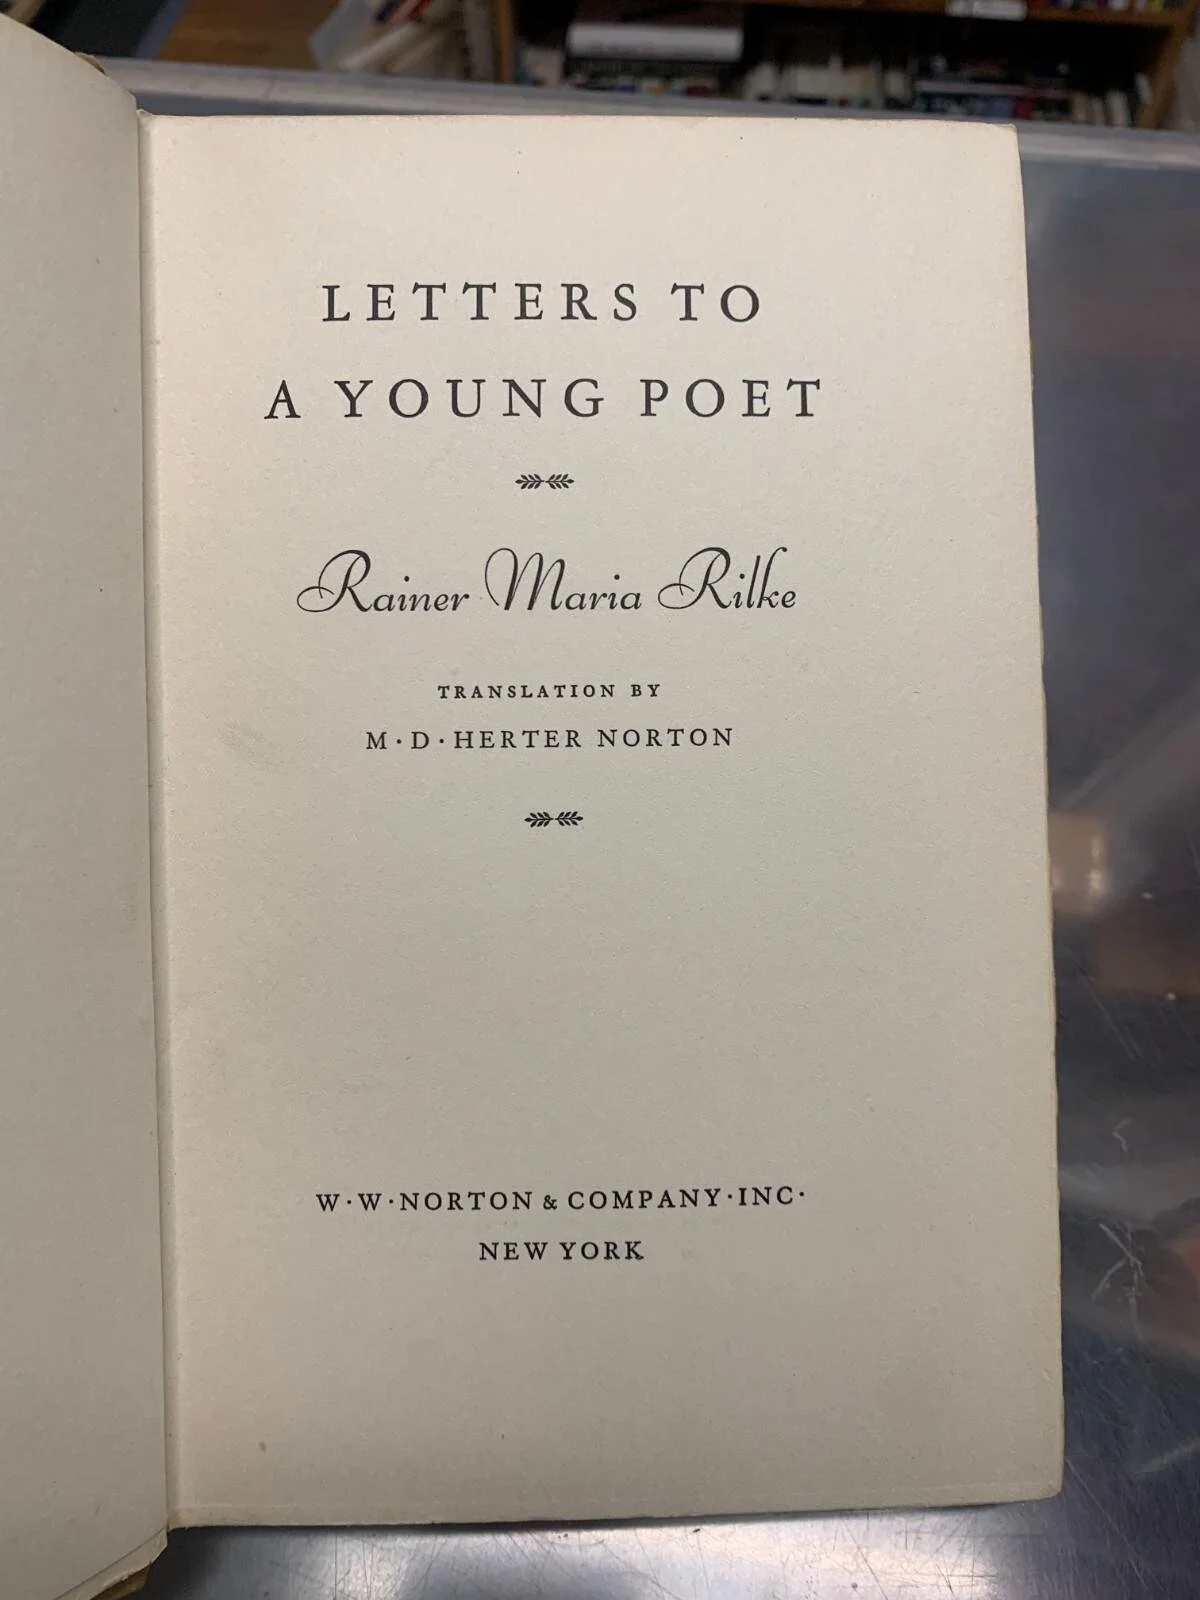 LETTERS TO
A YOUNG POET
Rainer Maria Rilke
TRANSLATION BY
M·D·HERTER NORTON
W·W·NORTON & COMPANY·INC·
NEW YORK